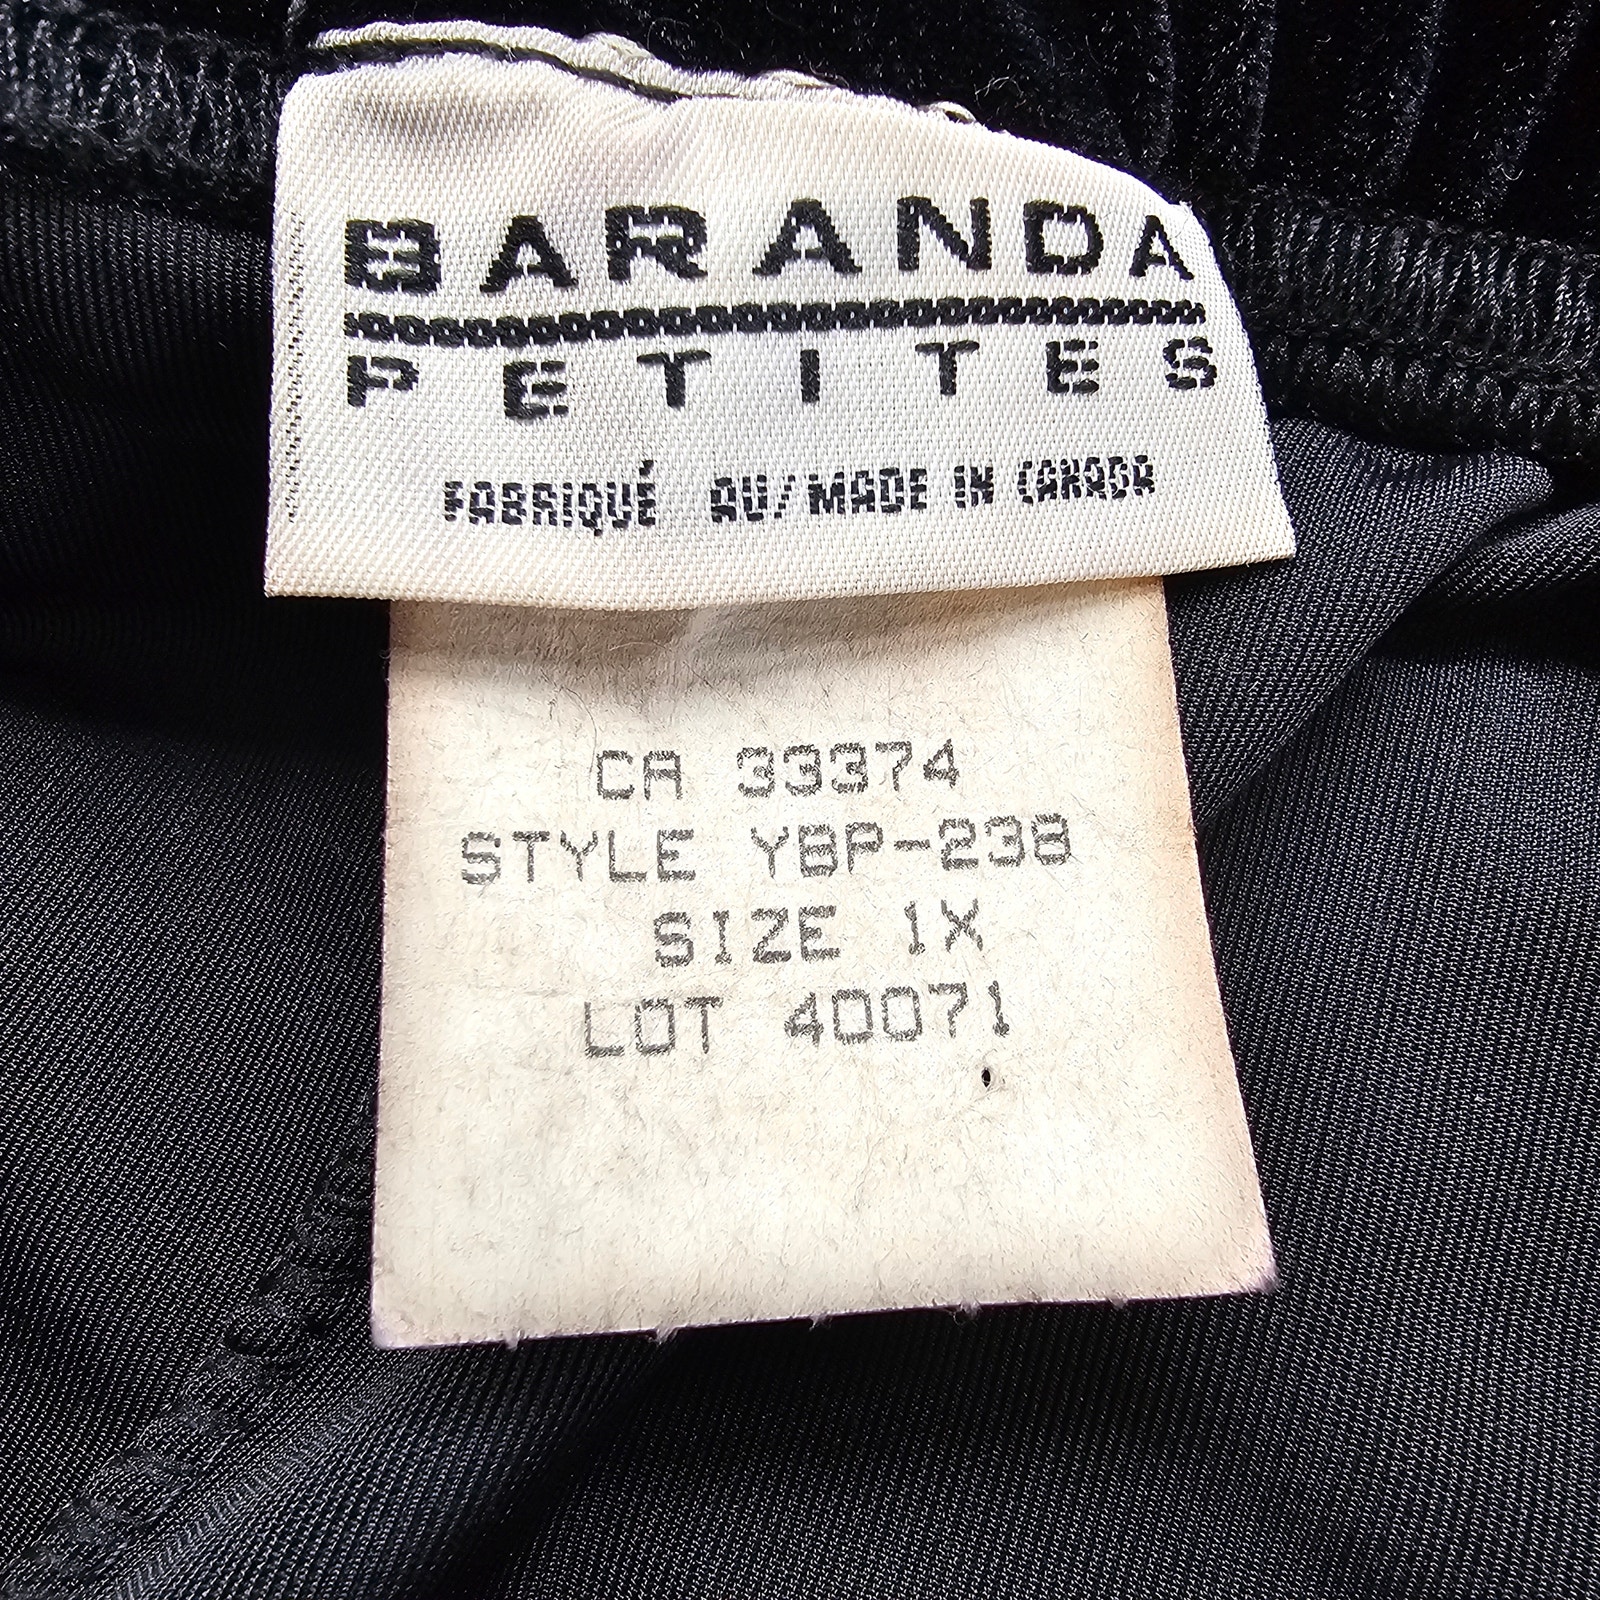 BARANDA
PETITES
FABRIQUÉ AU/MADE IN CANADA
CA 33374
STYLE YBP-238
SIZE 1X
LOT 40071